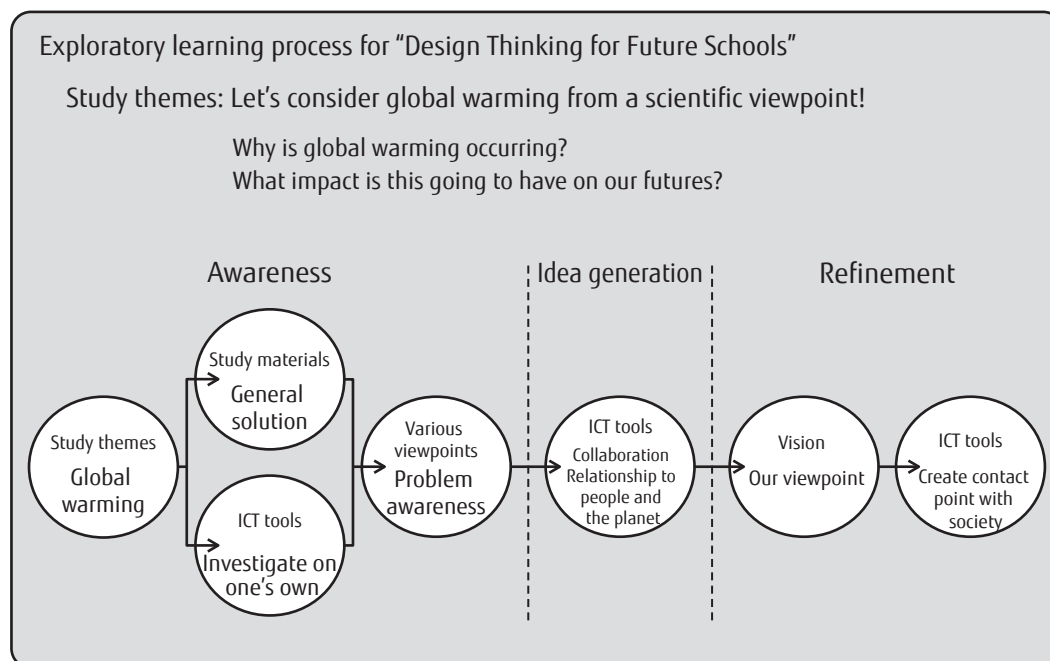 Exploratory learning process for “Design Thinking for Future Schools”
Study themes: Let’s consider global warming from a scientific viewpoint!
Why is global warming occurring?
What impact is this going to have on our futures?
Awareness
Idea generation
Refinement
Study themes
Global
warming
Study materials
General
solution
ICT tools
Investigate on
one’s own
Various
viewpoints
Problem
awareness
ICT tools
Collaboration
Relationship to
people and
the planet
Vision
Our viewpoint
ICT tools
Create contact
point with
society